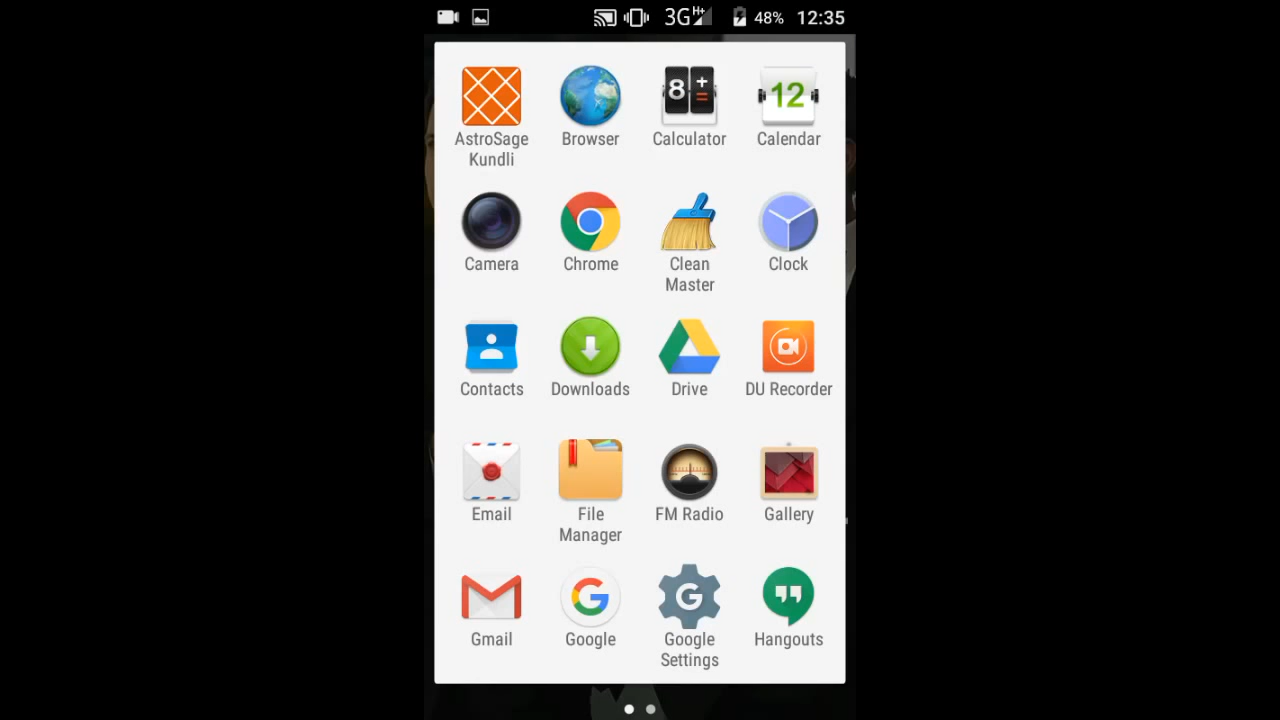 3G H+ 48% 12:35
8 + = 12
AstroSage Kundli Browser Calculator Calendar
Camera Chrome Clean Master Clock
Contacts Downloads Drive DU Recorder
Email File Manager FM Radio Gallery
G G
Gmail Google Google Settings Hangouts